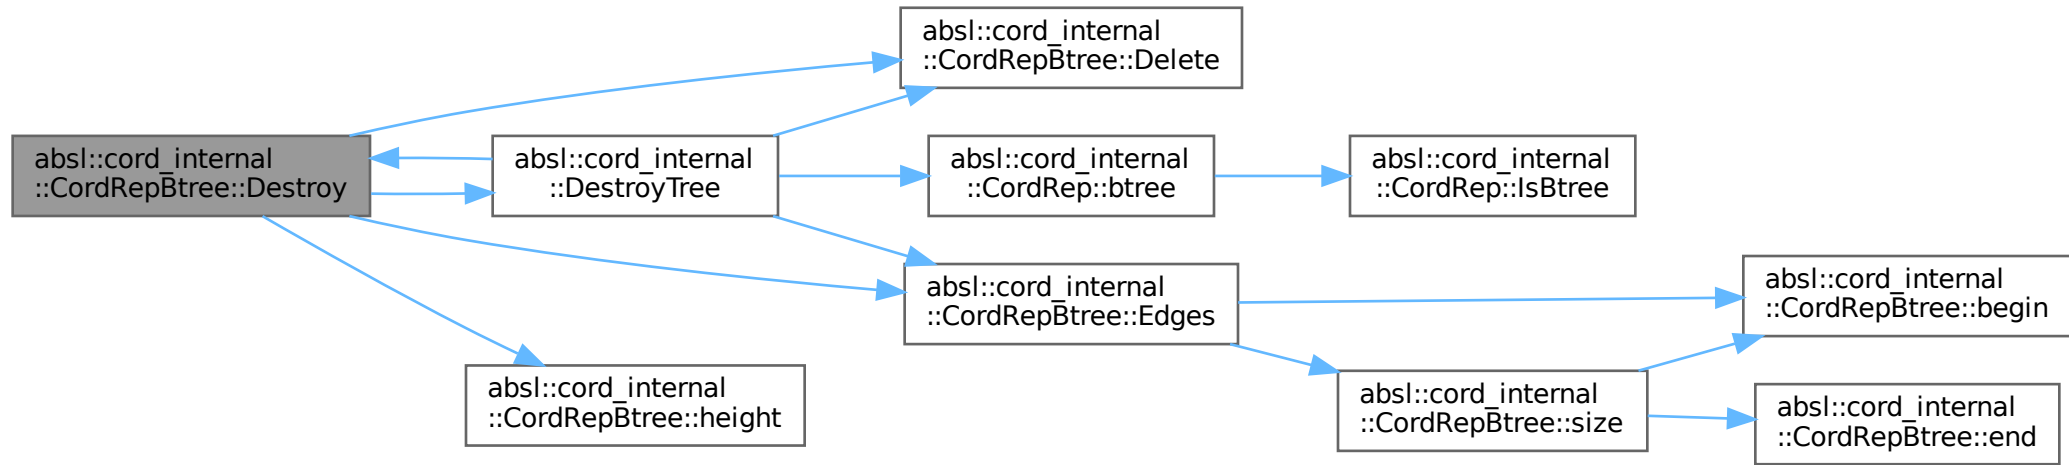 absl::cord_internal
::CordRepBtree::Destroy
absl::cord_internal
::CordRepBtree::Delete
absl::cord_internal
::DestroyTree
absl::cord_internal
::CordRep::btree
absl::cord_internal
::CordRep::IsBtree
absl::cord_internal
::CordRepBtree::Edges
absl::cord_internal
::CordRepBtree::begin
absl::cord_internal
::CordRepBtree::height
absl::cord_internal
::CordRepBtree::size
absl::cord_internal
::CordRepBtree::end